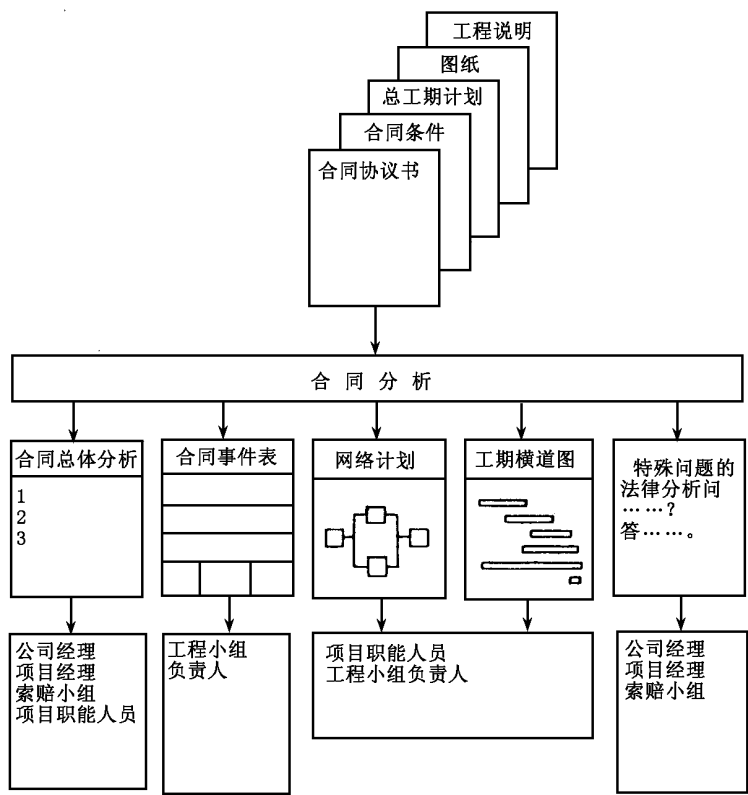 工程说明
图纸
总工期计划
合同条件
合同协议书
合同分析
合同总体分析
1
2
3
合同事件表
网络计划
工期横道图
特殊问题的
法律分析问
……?
答……。
公司经理
项目经理
索赔小组
项目职能人员
工程小组
负责人
项目职能人员
工程小组负责人
公司经理
项目经理
索赔小组